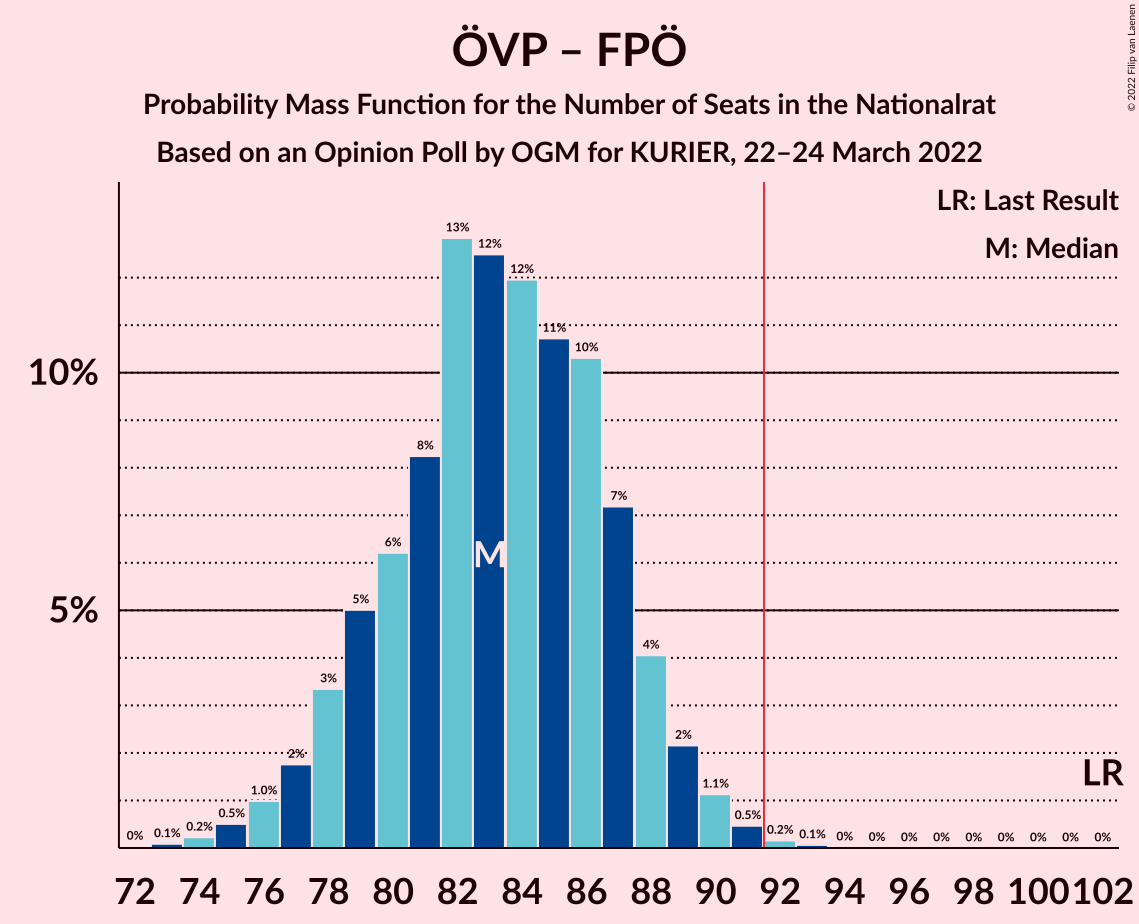 ÖVP – FPÖ
Probability Mass Function for the Number of Seats in the Nationalrat
Based on an Opinion Poll by OGM for KURIER, 22–24 March 2022
© 2022 Filip van Laenen
LR: Last Result
M: Median
10%
5%
0% 0.1% 0.2% 0.5% 1.0% 2% 3% 5% 6% 8% 13% 12% 12% 11% 10% 7% 4% 2% 1.1% 0.5% 0.2% 0.1% 0% 0% 0% 0% 0% 0% 0% 0% 0%
M
LR
72 74 76 78 80 82 84 86 88 90 92 94 96 98 100 102